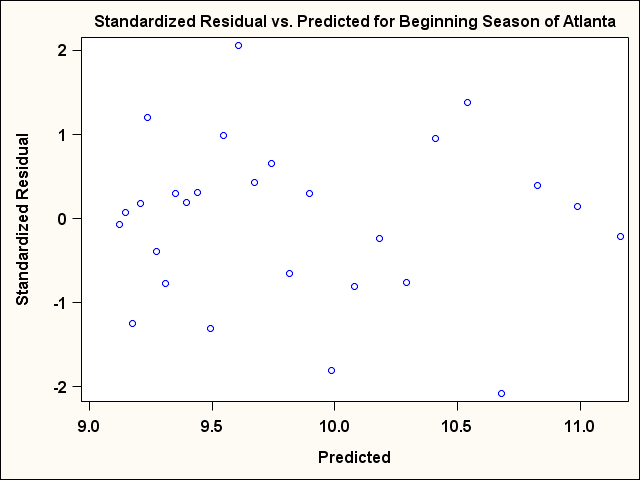 Standardized Residual vs. Predicted for Beginning Season of Atlanta
Standardized Residual
2
1
0
-1
-2
9.0 9.5 10.0 10.5 11.0
Predicted